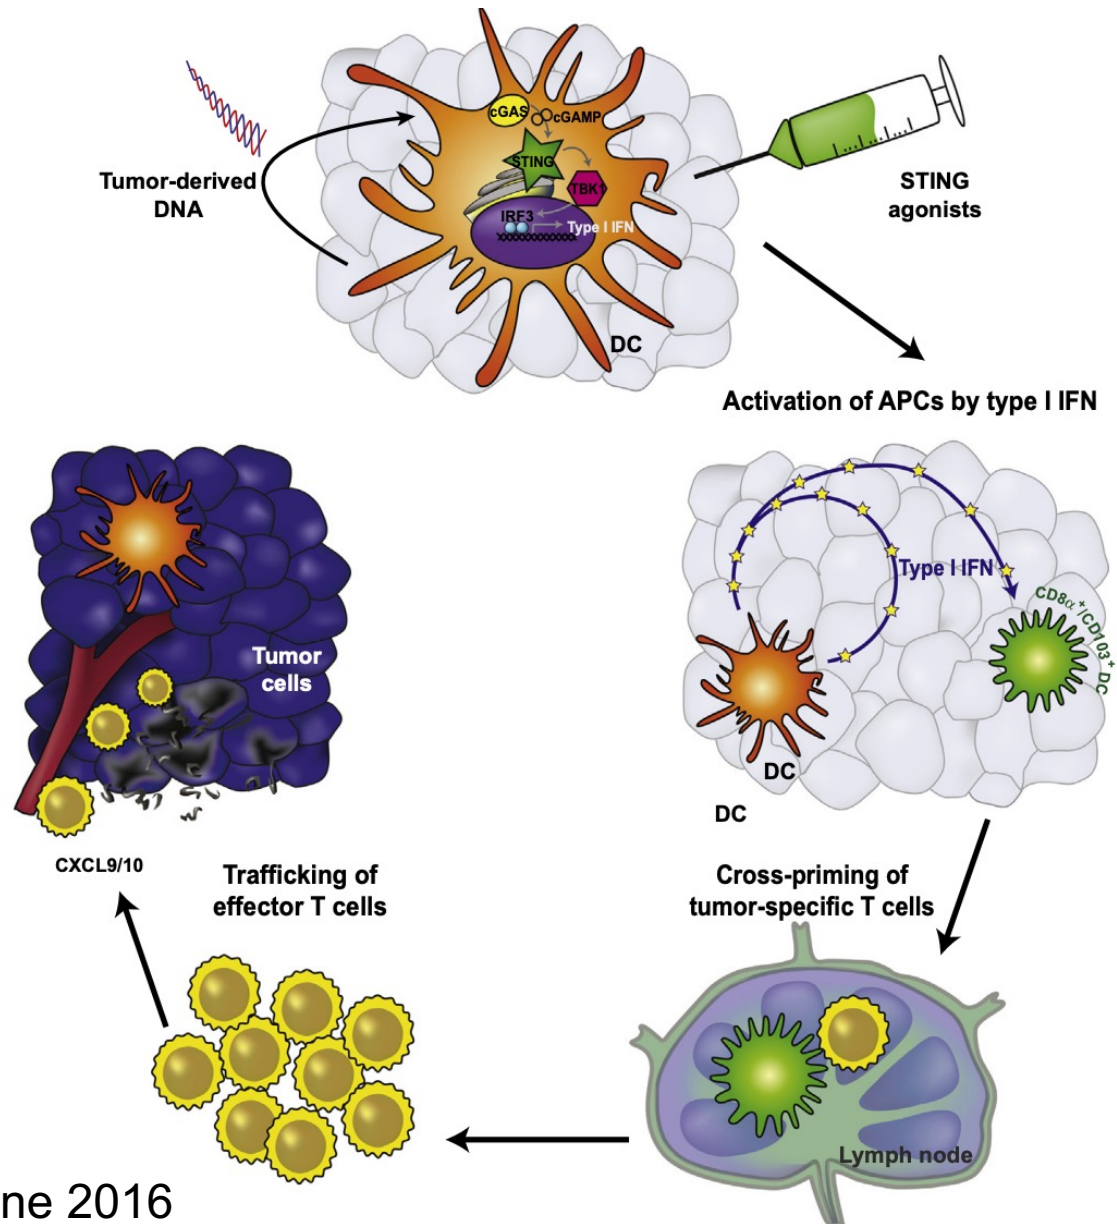 cGAS
cGAMP
STING
TBK1
IRF3
Type I IFN
DC
Tumor-derived
DNA
STING
agonists
Activation of APCs by type I IFN
Type I IFN
CD8α⁺/CD103⁺ DC
DC
DC
Tumor
cells
CXCL9/10
Trafficking of
effector T cells
Cross-priming of
tumor-specific T cells
Lymph node
ne 2016